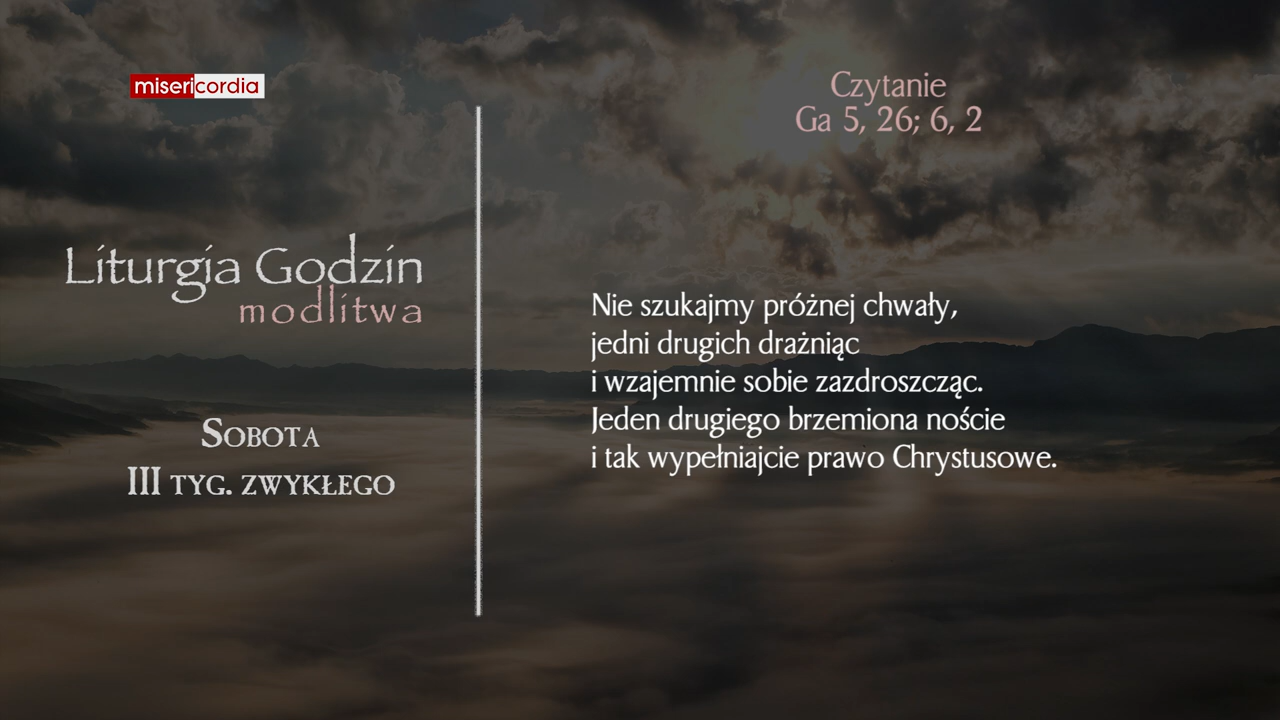 misericordia
Liturgia Godzin
modlitwa
Sobota
III tyg. zwykłego
Czytanie
Ga 5, 26; 6, 2
Nie szukajmy próżnej chwały,
jedni drugich drażniąc
i wzajemnie sobie zazdroszcząc.
Jeden drugiego brzemiona noście
i tak wypełniajcie prawo Chrystusowe.